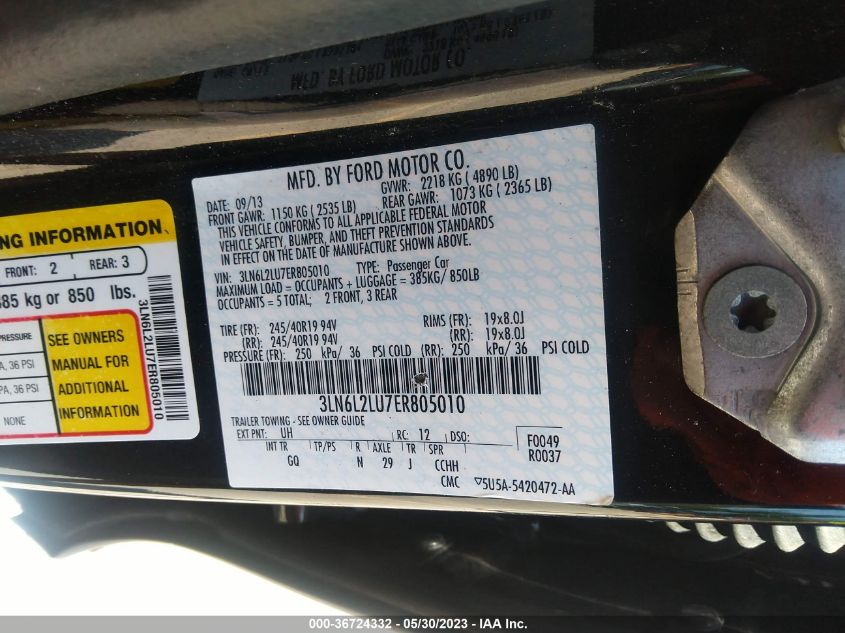 MFD. BY FORD MOTOR CO.
DATE: 09/13 GVWR: 2218 KG ( 4890 LB)
FRONT GAWR: 1150 KG ( 2535 LB) REAR GAWR: 1073 KG ( 2365 LB)
THIS VEHICLE CONFORMS TO ALL APPLICABLE FEDERAL MOTOR
VEHICLE SAFETY, BUMPER, AND THEFT PREVENTION STANDARDS
IN EFFECT ON THE DATE OF MANUFACTURE SHOWN ABOVE.
VIN: 3LN6L2LU7ER805010 TYPE: Passenger Car
MAXIMUM LOAD = OCCUPANTS + LUGGAGE = 385KG/ 850LB
OCCUPANTS = 5 TOTAL; 2 FRONT, 3 REAR
TIRE (FR): 245/40R19 94V RIMS (FR): 19x8.0J
(RR): 245/40R19 94V (RR): 19x8.0J
PRESSURE (FR): 250 kPa/ 36 PSI COLD (RR): 250 kPa/ 36 PSI COLD
3LN6L2LU7ER805010
TRAILER TOWING - SEE OWNER GUIDE
EXT PNT: UH RC: 12 DSO: F0049
INT TR TP/PS R AXLE TR SPR R0037
GQ N 29 J CCHH
CMC ▽5U5A-5420472-AA
NG INFORMATION
FRONT: 2 REAR: 3
385 kg or 850 lbs.
PRESSURE SEE OWNERS
A, 36 PSI MANUAL FOR
PA, 36 PSI ADDITIONAL
NONE INFORMATION
3LN6L2LU7ER805010
000-36724332 - 05/30/2023 - IAA Inc.